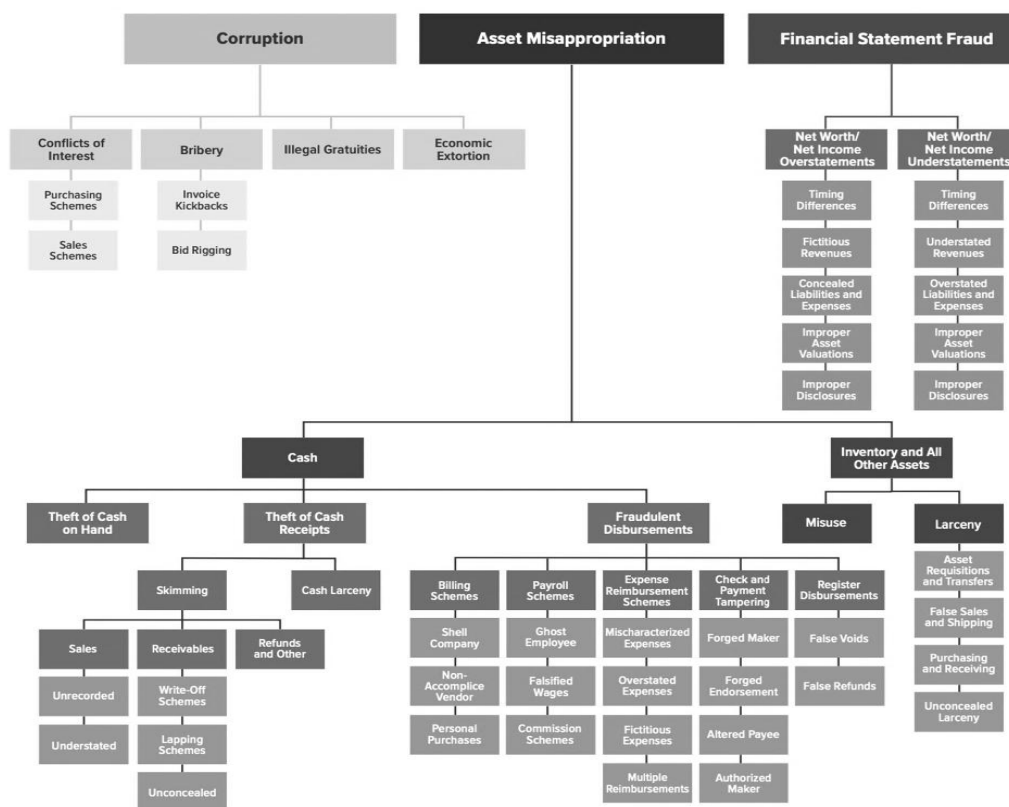 Corruption
Asset Misappropriation
Financial Statement Fraud
Conflicts of
Interest
Bribery
Illegal Gratuities
Economic
Extortion
Purchasing
Schemes
Sales
Schemes
Invoice
Kickbacks
Bid Rigging
Net Worth/
Net Income
Overstatements
Net Worth/
Net Income
Understatements
Timing
Differences
Fictitious
Revenues
Concealed
Liabilities and
Expenses
Improper
Asset
Valuations
Improper
Disclosures
Timing
Differences
Understated
Revenues
Overstated
Liabilities and
Expenses
Improper
Asset
Valuations
Improper
Disclosures
Cash
Inventory and All
Other Assets
Theft of Cash
on Hand
Theft of Cash
Receipts
Fraudulent
Disbursements
Misuse
Larceny
Asset
Requisitions
and Transfers
False Sales
and Shipping
Purchasing
and Receiving
Unconcealed
Larceny
Skimming
Cash Larceny
Sales
Receivables
Refunds
and Other
Unrecorded
Understated
Write-Off
Schemes
Lapping
Schemes
Unconcealed
Billing
Schemes
Shell
Company
Non-
Accomplice
Vendor
Personal
Purchases
Payroll
Schemes
Ghost
Employee
Falsified
Wages
Commission
Schemes
Expense
Reimbursement
Schemes
Mischaracterized
Expenses
Overstated
Expenses
Fictitious
Expenses
Multiple
Reimbursements
Check and
Payment
Tampering
Forged Maker
Forged
Endorsement
Altered Payee
Authorized
Maker
Register
Disbursements
False Voids
False Refunds